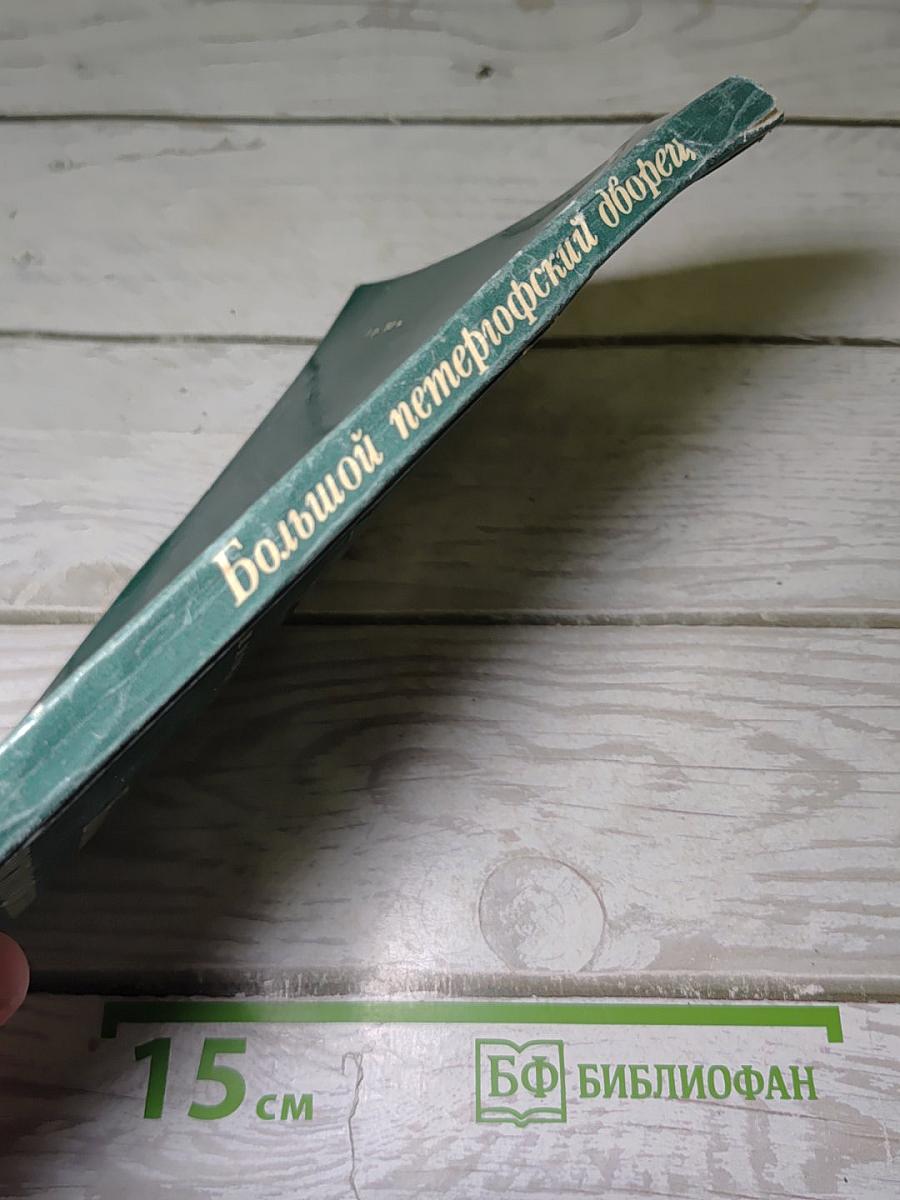 Большой петергофский дворец
15 см
БФ БИБЛИОФАН